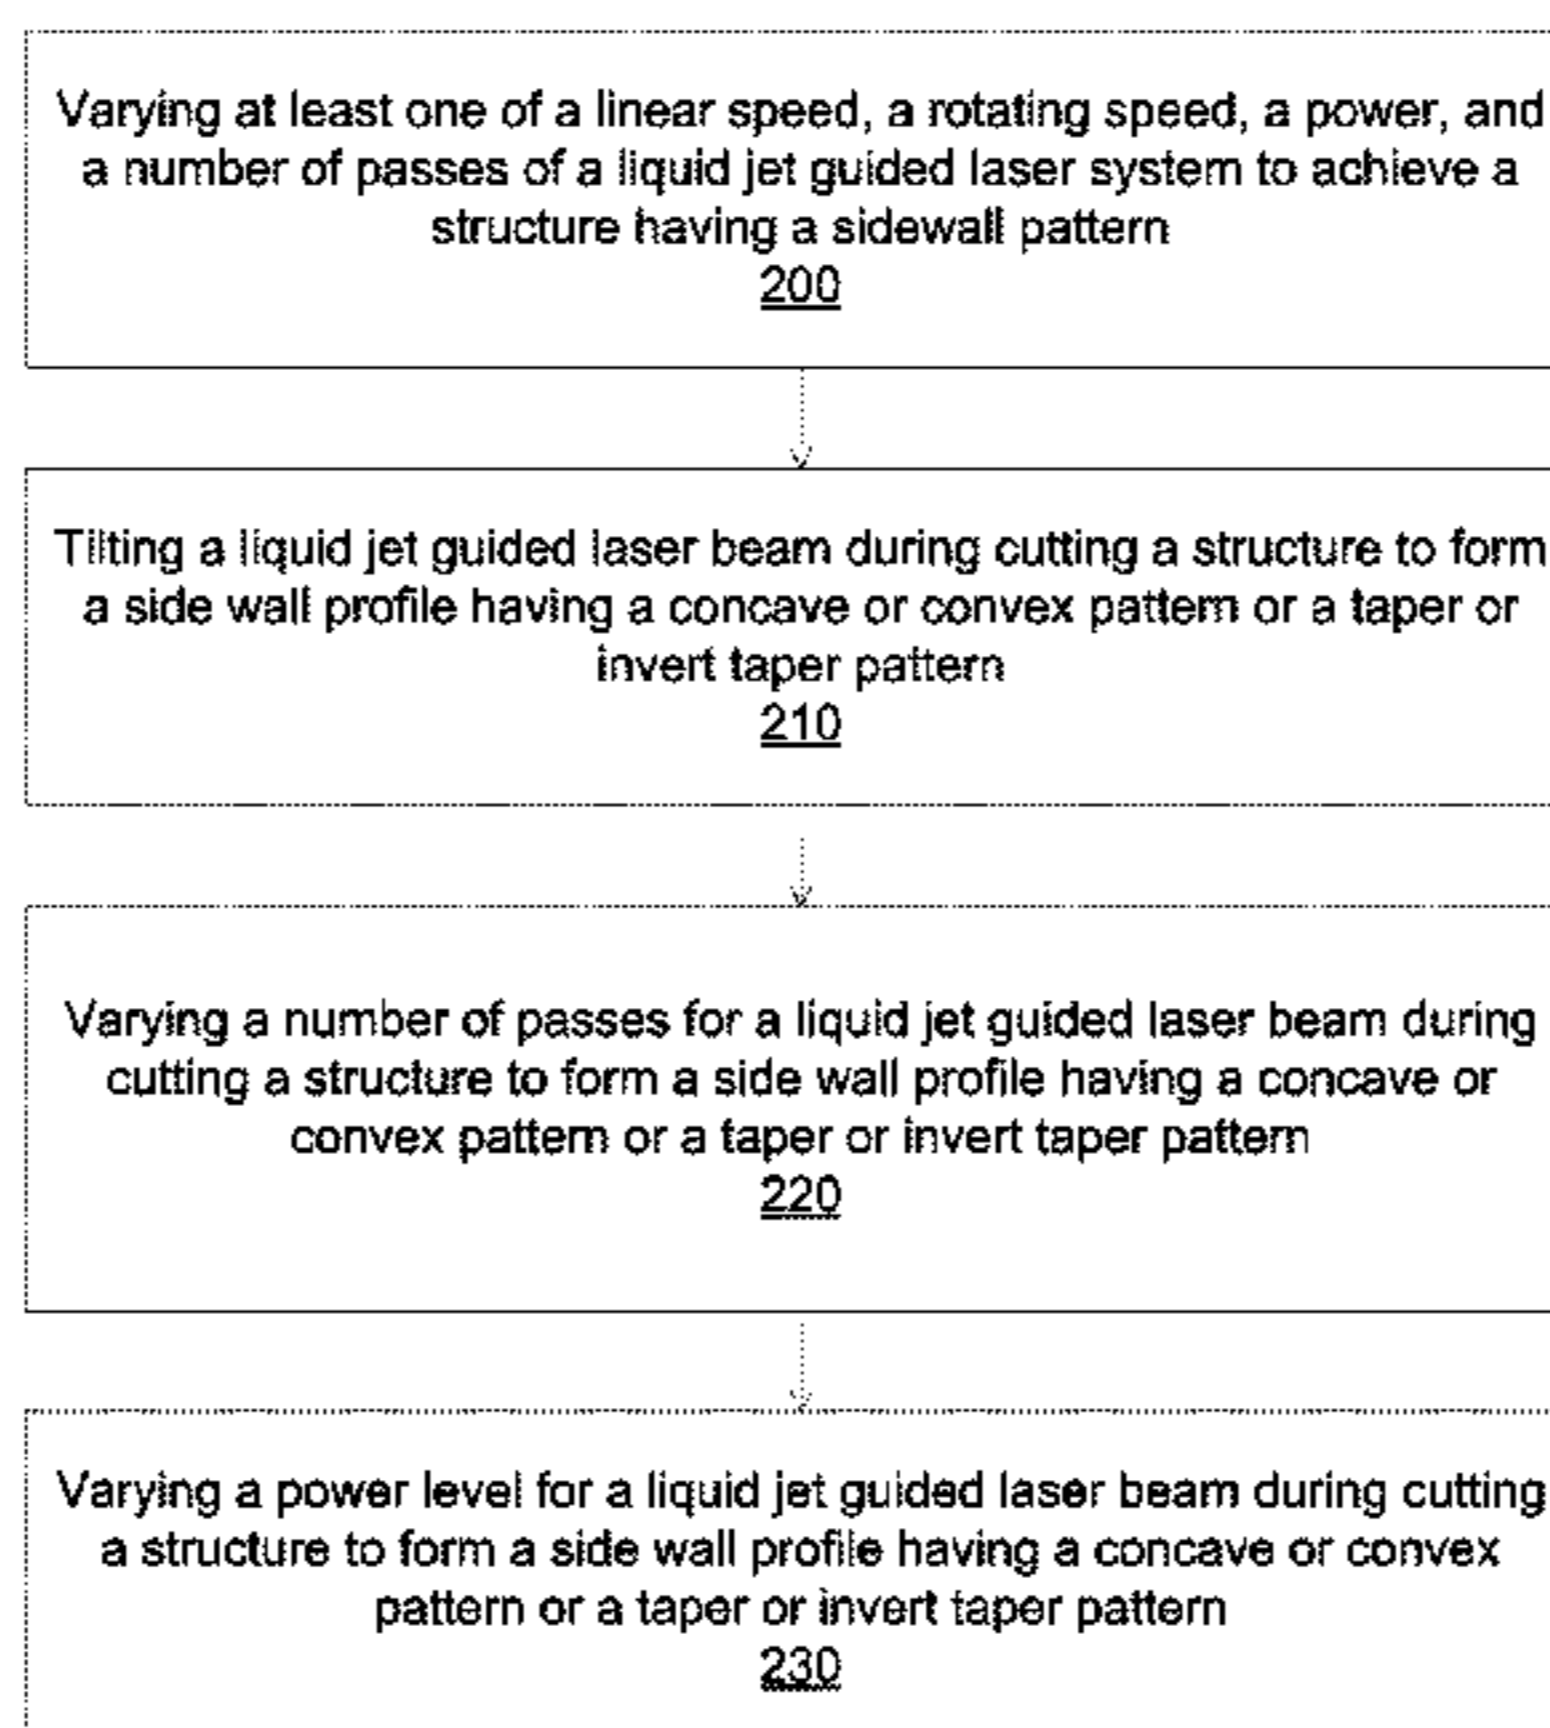 Varying at least one of a linear speed, a rotating speed, a power, and
a number of passes of a liquid jet guided laser system to achieve a
structure having a sidewall pattern
200
Tilting a liquid jet guided laser beam during cutting a structure to form
a side wall profile having a concave or convex pattern or a taper or
invert taper pattern
210
Varying a number of passes for a liquid jet guided laser beam during
cutting a structure to form a side wall profile having a concave or
convex pattern or a taper or invert taper pattern
220
Varying a power level for a liquid jet guided laser beam during cutting
a structure to form a side wall profile having a concave or convex
pattern or a taper or invert taper pattern
230